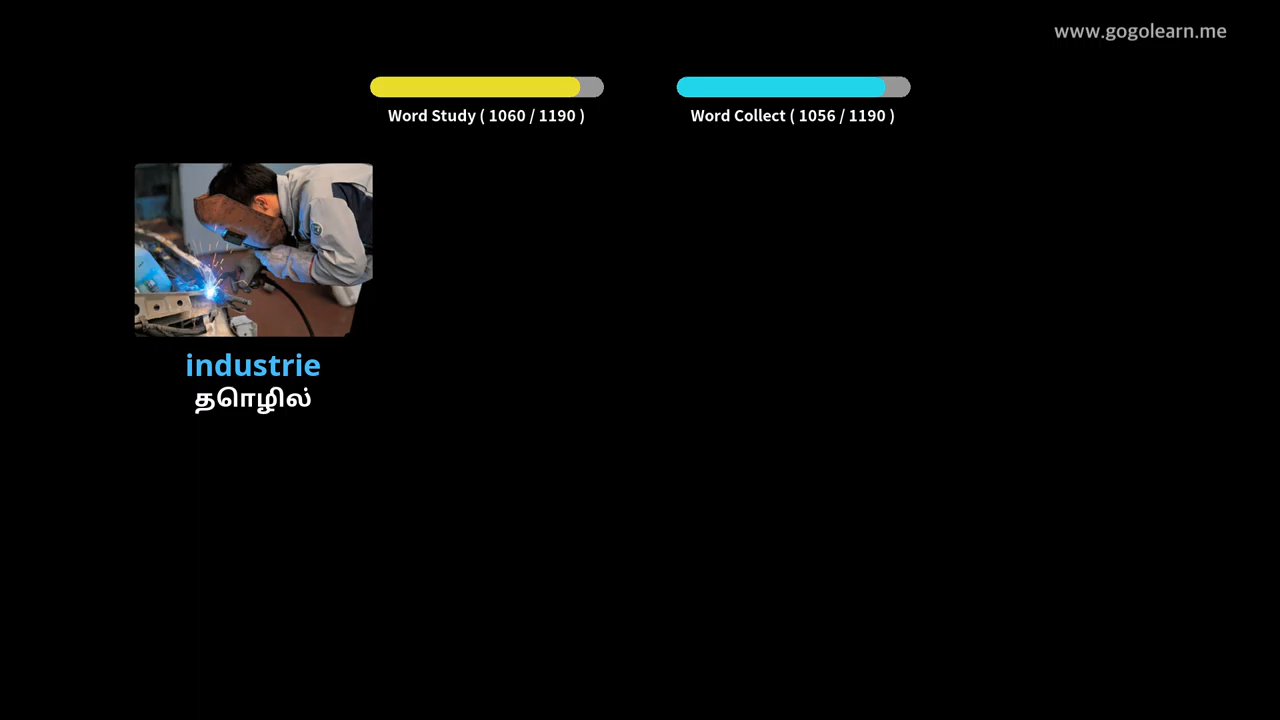 www.gogolearn.me
Word Study ( 1060 / 1190 )
Word Collect ( 1056 / 1190 )
industrie
தொழில்